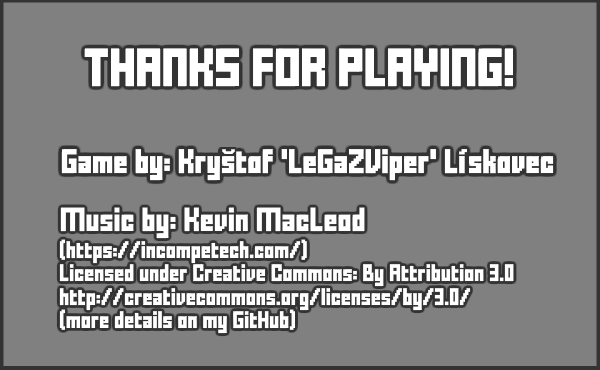 THANKS FOR PLAYING!
Game by: Kryštof 'LeGaZViper' Lískovec
Music by: Kevin MacLeod
(https://incompetech.com/)
Licensed under Creative Commons: By Attribution 3.0
http://creativecommons.org/licenses/by/3.0/
(more details on my GitHub)